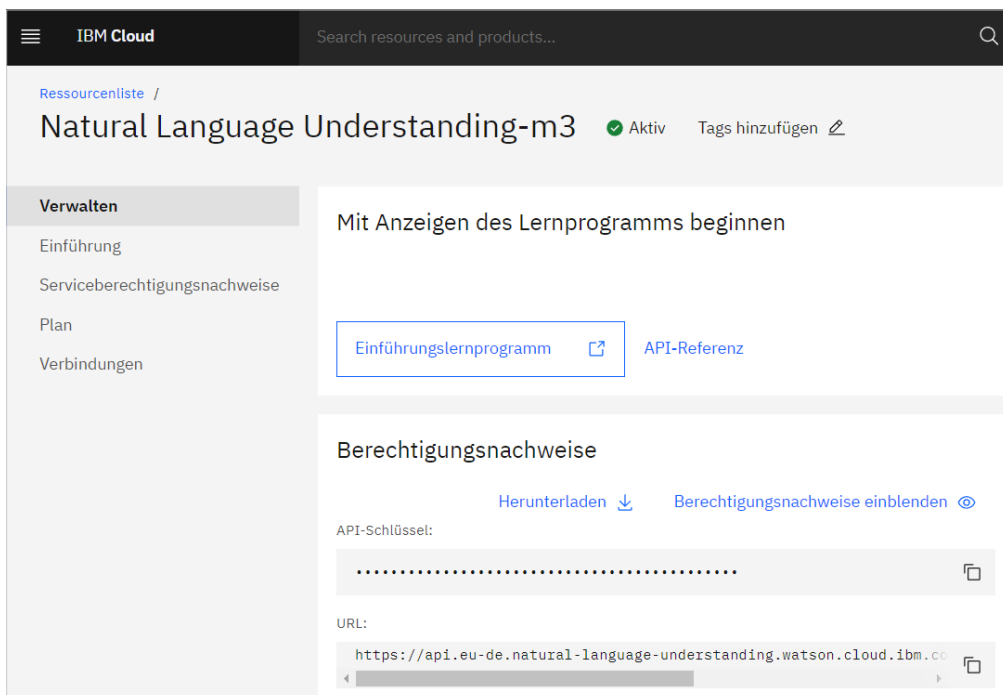 IBM Cloud
Search resources and products...
Ressourcenliste /
Natural Language Understanding-m3
Aktiv
Tags hinzufügen
Verwalten
Einführung
Serviceberechtigungsnachweise
Plan
Verbindungen
Mit Anzeigen des Lernprogramms beginnen
Einführungslernprogramm
API-Referenz
Berechtigungsnachweise
Herunterladen
Berechtigungsnachweise einblenden
API-Schlüssel:
URL:
https://api.eu-de.natural-language-understanding.watson.cloud.ibm.co